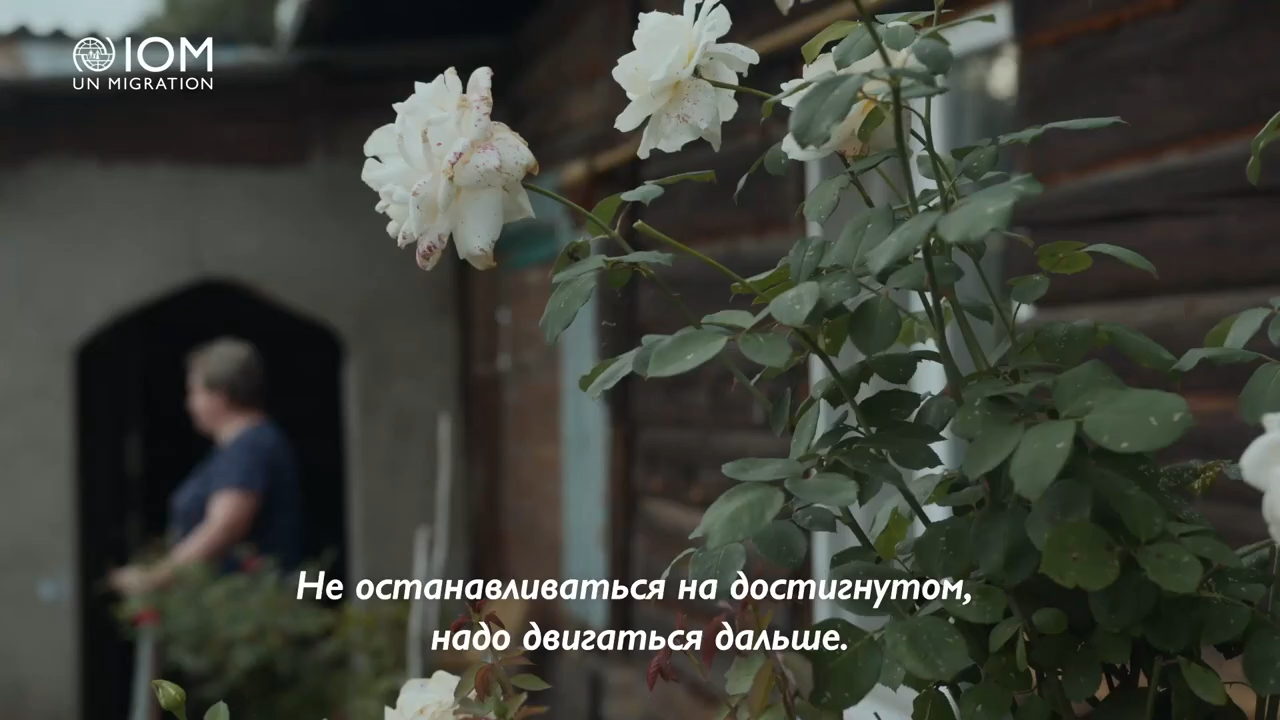 IOM
UN MIGRATION
Не останавливаться на достигнутом,
надо двигаться дальше.